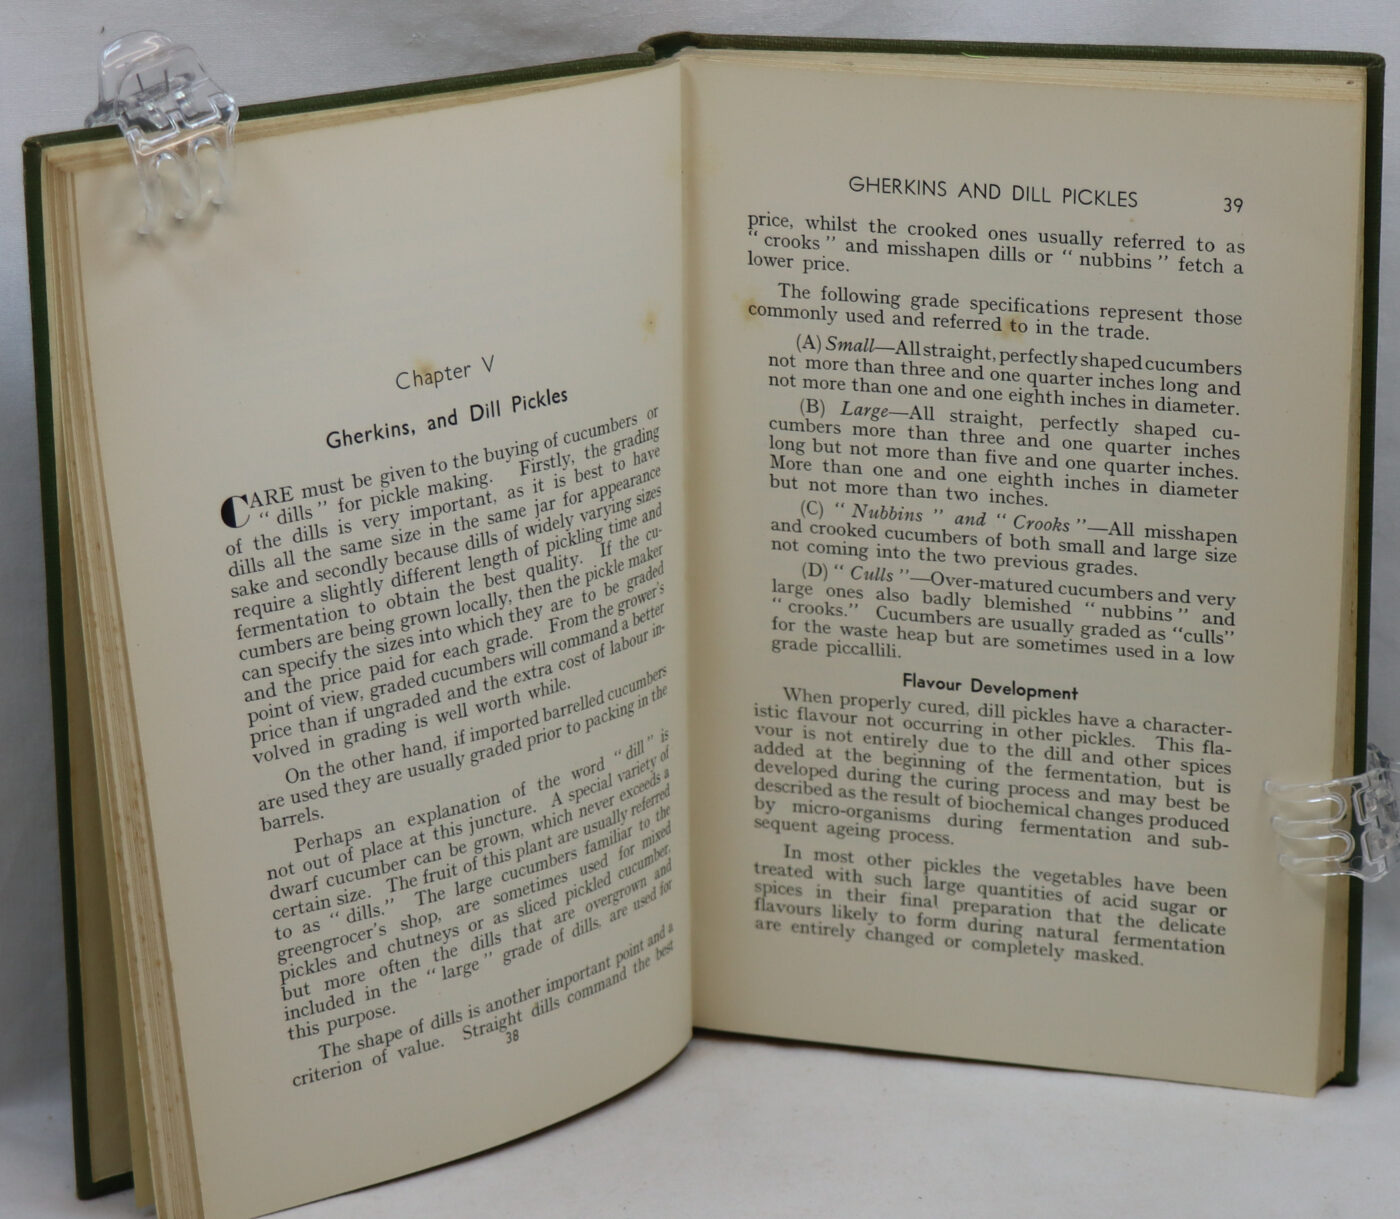 Chapter V
Gherkins, and Dill Pickles
CARE must be given to the buying of cucumbers or
“ dills ” for pickle making. Firstly, the grading
of the dills is very important, as it is best to have
dills all the same size in the same jar for appearance
sake and secondly because dills of widely varying sizes
require a slightly different length of pickling time and
fermentation to obtain the best quality. If the cu-
cumbers are being grown locally, then the pickle maker
can specify the sizes into which they are to be graded
and the price paid for each grade. From the grower's
point of view, graded cucumbers will command a better
price than if ungraded and the extra cost of labour in-
volved in grading is well worth while.
On the other hand, if imported barrelled cucumbers
are used they are usually graded prior to packing in the
barrels.
Perhaps an explanation of the word “ dill ” is
not out of place at this juncture. A special variety of
dwarf cucumber can be grown, which never exceeds a
certain size. The fruit of this plant are usually referred
to as “ dills.” The large cucumbers familiar to the
greengrocer's shop, are sometimes used for mixed
pickles and chutneys or as sliced pickled cucumber,
but more often the dills that are overgrown and
included in the “ large ” grade of dills, are used for
this purpose.
The shape of dills is another important point and a
criterion of value. Straight dills command the best
38
GHERKINS AND DILL PICKLES 39
price, whilst the crooked ones usually referred to as
“ crooks ” and misshapen dills or “ nubbins ” fetch a
lower price.
The following grade specifications represent those
commonly used and referred to in the trade.
(A) Small—All straight, perfectly shaped cucumbers
not more than three and one quarter inches long and
not more than one and one eighth inches in diameter.
(B) Large—All straight, perfectly shaped cu-
cumbers more than three and one quarter inches
long but not more than five and one quarter inches.
More than one and one eighth inches in diameter
but not more than two inches.
(C) “ Nubbins ” and “ Crooks ”—All misshapen
and crooked cucumbers of both small and large size
not coming into the two previous grades.
(D) “ Culls ”—Over-matured cucumbers and very
large ones also badly blemished “ nubbins ” and
“ crooks.” Cucumbers are usually graded as “culls”
for the waste heap but are sometimes used in a low
grade piccallili.
Flavour Development
When properly cured, dill pickles have a character-
istic flavour not occurring in other pickles. This fla-
vour is not entirely due to the dill and other spices
added at the beginning of the fermentation, but is
developed during the curing process and may best be
described as the result of biochemical changes produced
by micro-organisms during fermentation and sub-
sequent ageing process.
In most other pickles the vegetables have been
treated with such large quantities of acid sugar or
spices in their final preparation that the delicate
flavours likely to form during natural fermentation
are entirely changed or completely masked.